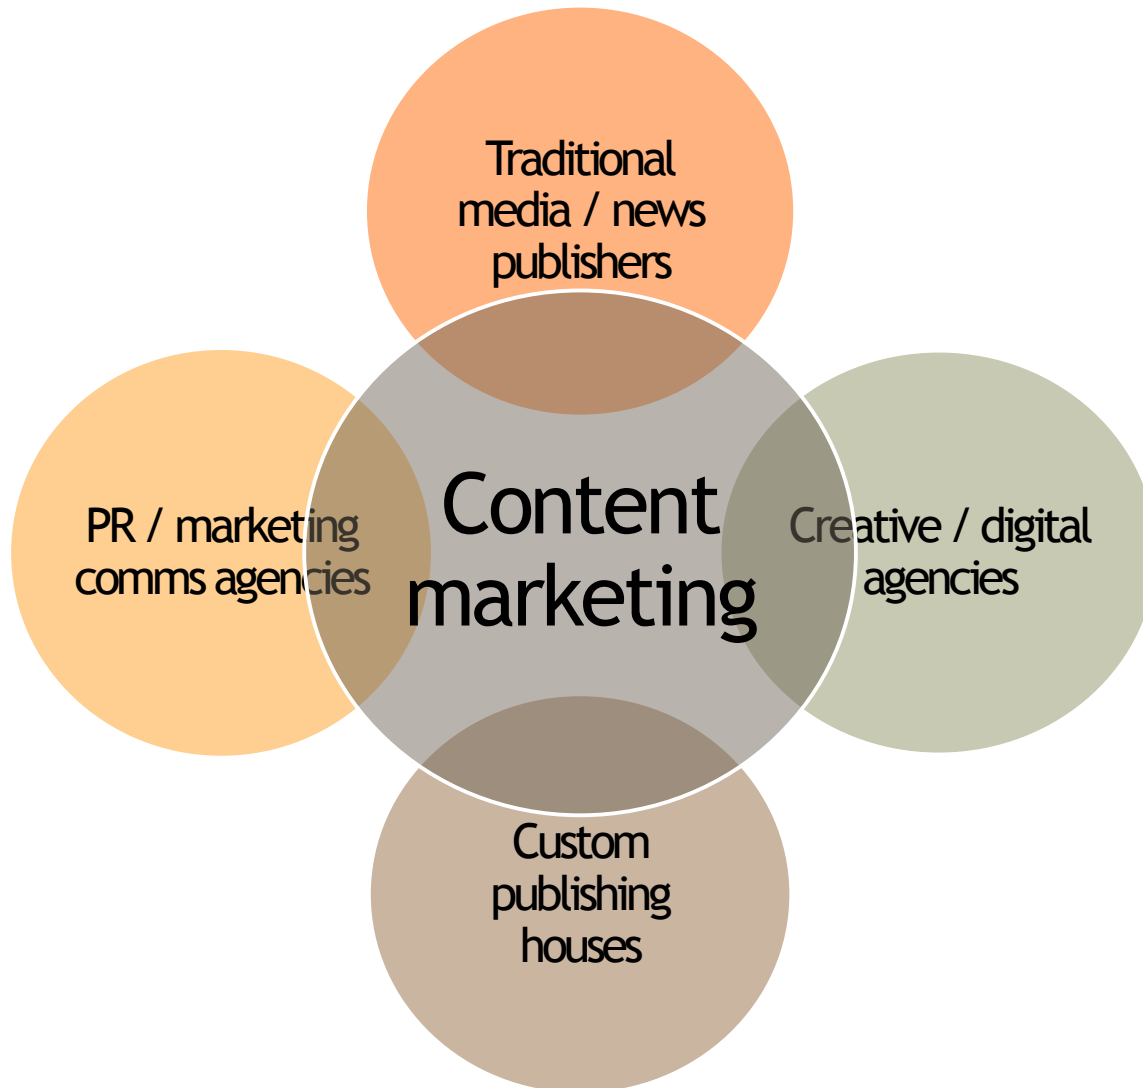 Traditional
media / news
publishers
PR / marketing
comms agencies
Content
marketing
Creative / digital
agencies
Custom
publishing
houses